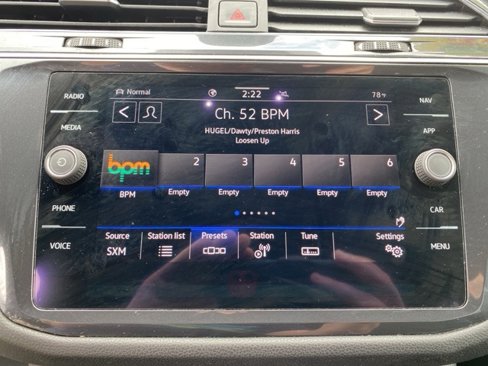 Normal 2:22 78°F
RADIO
MEDIA
PHONE
VOICE
NAV
APP
CAR
MENU
Ch. 52 BPM
HUGEL/Dawty/Preston Harris
Loosen Up
bpm 2 3 4 5 6
BPM Empty Empty Empty Empty Empty
Source Station list Presets Station Tune Settings
SXM